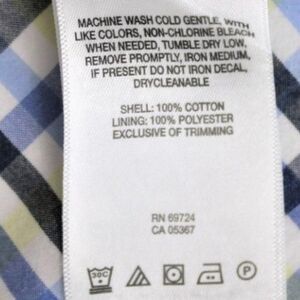 MACHINE WASH COLD GENTLE, WITH
LIKE COLORS, NON-CHLORINE BLEACH
WHEN NEEDED, TUMBLE DRY LOW,
REMOVE PROMPTLY, IRON MEDIUM,
IF PRESENT DO NOT IRON DECAL,
DRYCLEANABLE
SHELL: 100% COTTON
LINING: 100% POLYESTER
EXCLUSIVE OF TRIMMING
RN 69724
CA 05367
30C P